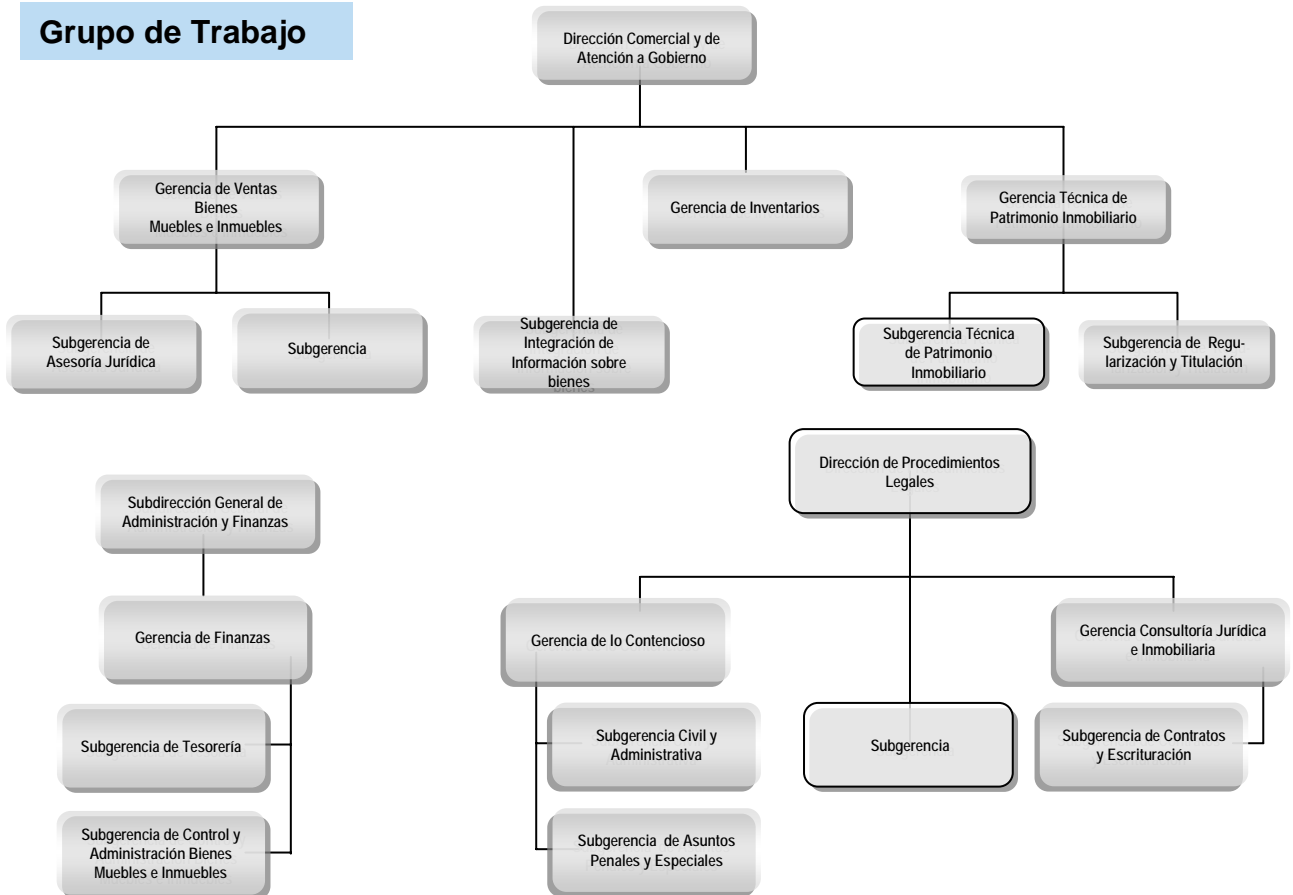 Grupo de Trabajo
Dirección Comercial y de
Atención a Gobierno
Gerencia de Ventas
Bienes
Muebles e Inmuebles
Gerencia de Inventarios
Gerencia Técnica de
Patrimonio Inmobiliario
Subgerencia de
Asesoría Jurídica
Subgerencia
Subgerencia de
Integración de
Información sobre
bienes
Subgerencia Técnica
de Patrimonio
Inmobiliario
Subgerencia de Regu-
larización y Titulación
Subdirección General de
Administración y Finanzas
Gerencia de Finanzas
Subgerencia de Tesorería
Subgerencia de Control y
Administración Bienes
Muebles e Inmuebles
Dirección de Procedimientos
Legales
Gerencia de lo Contencioso
Gerencia Consultoría Jurídica
e Inmobiliaria
Subgerencia Civil y
Administrativa
Subgerencia
Subgerencia de Contratos
y Escrituración
Subgerencia de Asuntos
Penales y Especiales